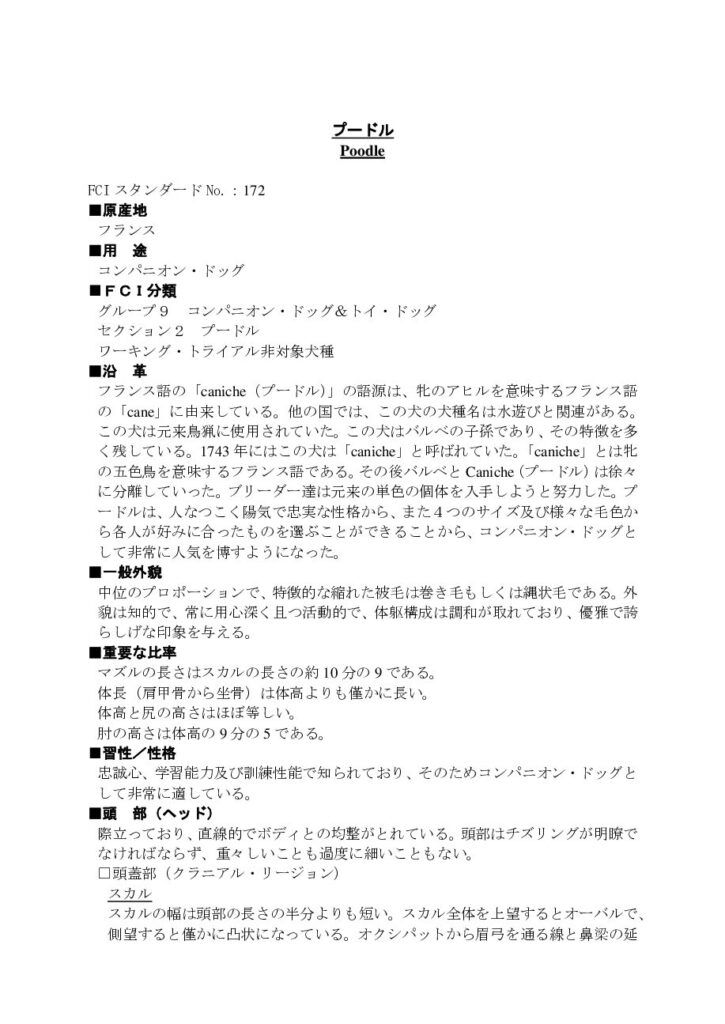 プードル
Poodle
FCI スタンダード No. : 172
■原産地
フランス
■用　途
コンパニオン・ドッグ
■ＦＣＩ分類
グループ９　コンパニオン・ドッグ＆トイ・ドッグ
セクション２　プードル
ワーキング・トライアル非対象犬種
■沿　革
フランス語の「caniche（プードル）」の語源は、牝のアヒルを意味するフランス語
の「cane」に由来している。他の国では、この犬の犬種名は水遊びと関連がある。
この犬は元来鳥猟に使用されていた。この犬はバルベの子孫であり、その特徴を多
く残している。1743 年にはこの犬は「caniche」と呼ばれていた。「caniche」とは牝
の五色鳥を意味するフランス語である。その後バルベと Caniche（プードル）は徐々
に分離していった。ブリーダー達は元来の単色の個体を入手しようと努力した。プ
ードルは、人なつこく陽気で忠実な性格から、また４つのサイズ及び様々な毛色か
ら各人が好みに合ったものを選ぶことができることから、コンパニオン・ドッグと
して非常に人気を博すようになった。
■一般外貌
中位のプロポーションで、特徴的な縮れた被毛は巻き毛もしくは縄状毛である。外
貌は知的で、常に用心深く且つ活動的で、体躯構成は調和が取れており、優雅で誇
らしげな印象を与える。
■重要な比率
マズルの長さはスカルの長さの約 10 分の 9 である。
体長（肩甲骨から坐骨）は体高よりも僅かに長い。
体高と尻の高さはほぼ等しい。
肘の高さは体高の 9 分の 5 である。
■習性／性格
忠誠心、学習能力及び訓練性能で知られており、そのためコンパニオン・ドッグと
して非常に適している。
■頭　部（ヘッド）
際立っており、直線的でボディとの均整がとれている。頭部はチズリングが明瞭で
なければならず、重々しいことも過度に細いこともない。
□頭蓋部（クラニアル・リージョン）
スカル
スカルの幅は頭部の長さの半分よりも短い。スカル全体を上望するとオーバルで、
側望すると僅かに凸状になっている。オクシパットから眉弓を通る線と鼻梁の延